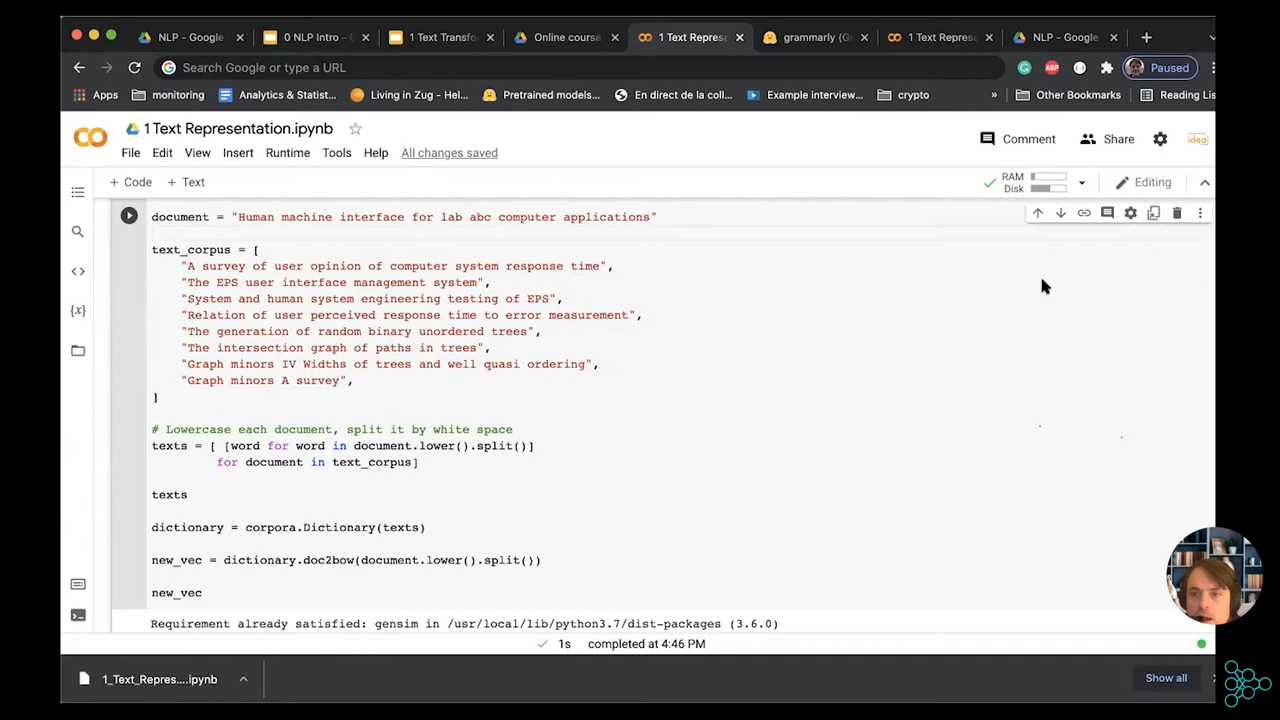 NLP - Google
0 NLP Intro - G
1 Text Transfo
Online course
1 Text Represe
grammarly (Gr
1 Text Represe
NLP - Google
Search Google or type a URL
ABP
Paused
Apps
monitoring
Analytics & Statist...
Living in Zug - Hel...
Pretrained models...
En direct de la coll...
Example interview...
crypto
»
Other Bookmarks
Reading Lis
1 Text Representation.ipynb
Comment
Share
idegi
File Edit View Insert Runtime Tools Help All changes saved
+ Code + Text
RAM
Disk
Editing
document = "Human machine interface for lab abc computer applications"
text_corpus = [
"A survey of user opinion of computer system response time",
"The EPS user interface management system",
"System and human system engineering testing of EPS",
"Relation of user perceived response time to error measurement",
"The generation of random binary unordered trees",
"The intersection graph of paths in trees",
"Graph minors IV Widths of trees and well quasi ordering",
"Graph minors A survey",
]
# Lowercase each document, split it by white space
texts = [ [word for word in document.lower().split()]
for document in text_corpus]
texts
dictionary = corpora.Dictionary(texts)
new_vec = dictionary.doc2bow(document.lower().split())
new_vec
Requirement already satisfied: gensim in /usr/local/lib/python3.7/dist-packages (3.6.0)
1s completed at 4:46 PM
1_Text_Repres....ipynb
Show all